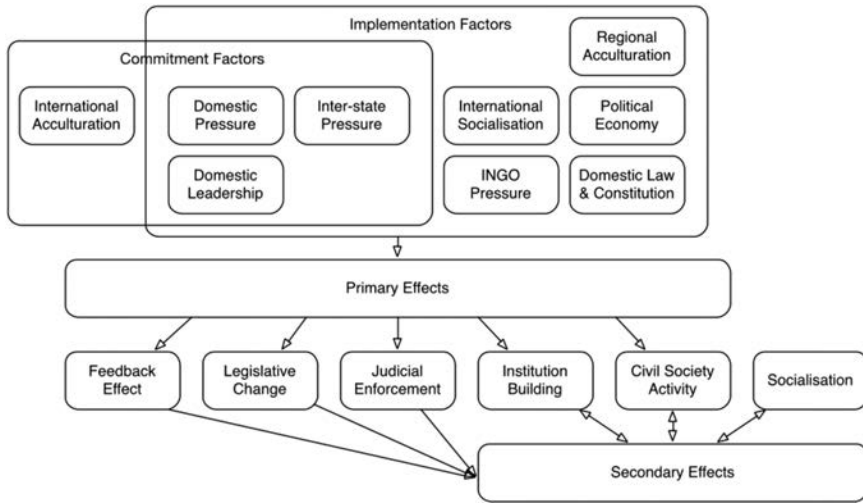 Implementation Factors
Regional
Acculturation
Commitment Factors
International
Acculturation
Domestic
Pressure
Inter-state
Pressure
International
Socialisation
Political
Economy
Domestic
Leadership
INGO
Pressure
Domestic Law
& Constitution
Primary Effects
Feedback
Effect
Legislative
Change
Judicial
Enforcement
Institution
Building
Civil Society
Activity
Socialisation
Secondary Effects